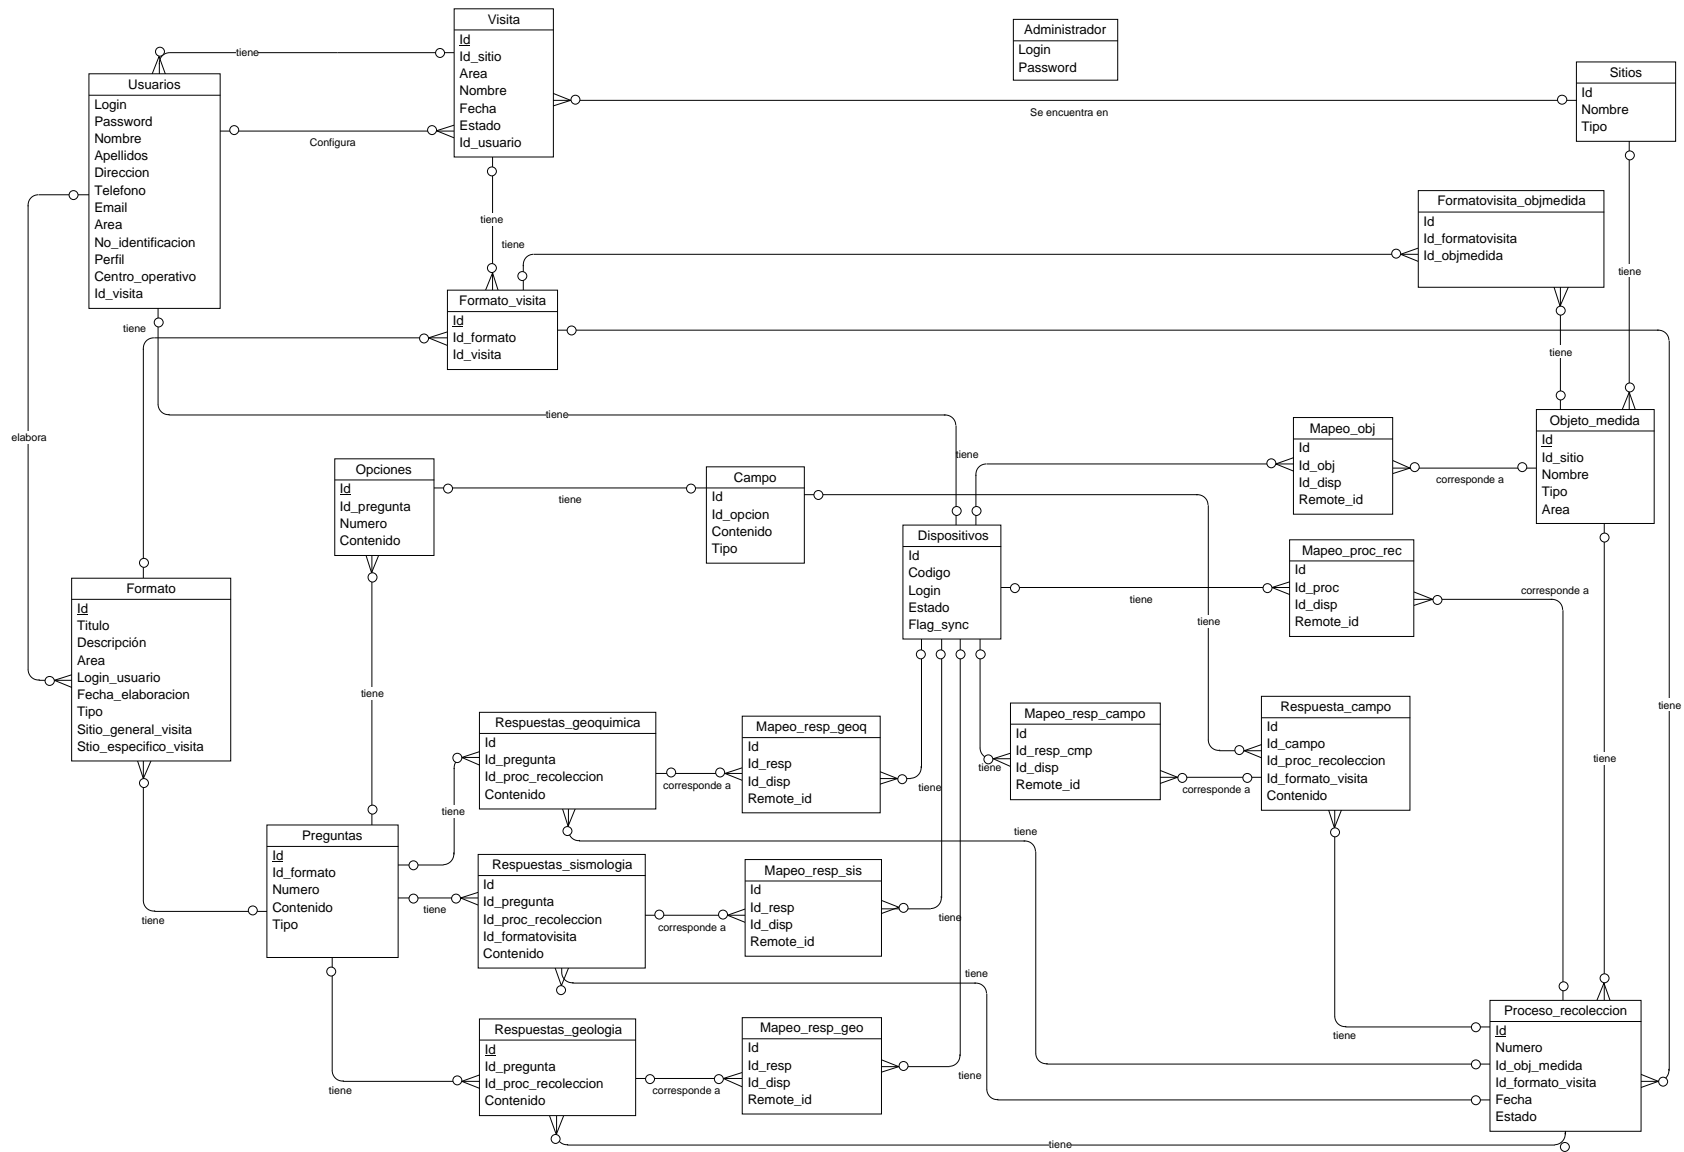 Visita
Id
Id_sitio
Area
Nombre
Fecha
Estado
Id_usuario
Administrador
Login
Password
Sitios
Id
Nombre
Tipo
tiene
Usuarios
Login
Password
Nombre
Apellidos
Direccion
Telefono
Email
Area
No_identificacion
Perfil
Centro_operativo
Id_visita
Configura
Se encuentra en
tiene
tiene
Formatovisita_objmedida
Id
Id_formatovisita
Id_objmedida
tiene
Formato_visita
Id
Id_formato
Id_visita
tiene
tiene
elabora
tiene
tiene
Mapeo_obj
Id
Id_obj
Id_disp
Remote_id
corresponde a
Objeto_medida
Id
Id_sitio
Nombre
Tipo
Area
Opciones
Id
Id_pregunta
Numero
Contenido
tiene
Campo
Id
Id_opcion
Contenido
Tipo
Dispositivos
Id
Codigo
Login
Estado
Flag_sync
tiene
Mapeo_proc_rec
Id
Id_proc
Id_disp
Remote_id
corresponde a
Formato
Id
Titulo
Descripción
Area
Login_usuario
Fecha_elaboracion
Tipo
Sitio_general_visita
Stio_especifico_visita
tiene
tiene
tiene
Respuestas_geoquimica
Id
Id_pregunta
Id_proc_recoleccion
Contenido
corresponde a
Mapeo_resp_geoq
Id
Id_resp
Id_disp
Remote_id
tiene
Mapeo_resp_campo
Id
Id_resp_cmp
Id_disp
Remote_id
tiene
corresponde a
Respuesta_campo
Id
Id_campo
Id_proc_recoleccion
Id_formato_visita
Contenido
tiene
tiene
tiene
tiene
Preguntas
Id
Id_formato
Numero
Contenido
Tipo
tiene
tiene
Respuestas_sismologia
Id
Id_pregunta
Id_proc_recoleccion
Id_formatovisita
Contenido
corresponde a
Mapeo_resp_sis
Id
Id_resp
Id_disp
Remote_id
tiene
tiene
tiene
Respuestas_geologia
Id
Id_pregunta
Id_proc_recoleccion
Contenido
corresponde a
Mapeo_resp_geo
Id
Id_resp
Id_disp
Remote_id
tiene
tiene
Proceso_recoleccion
Id
Numero
Id_obj_medida
Id_formato_visita
Fecha
Estado
tiene